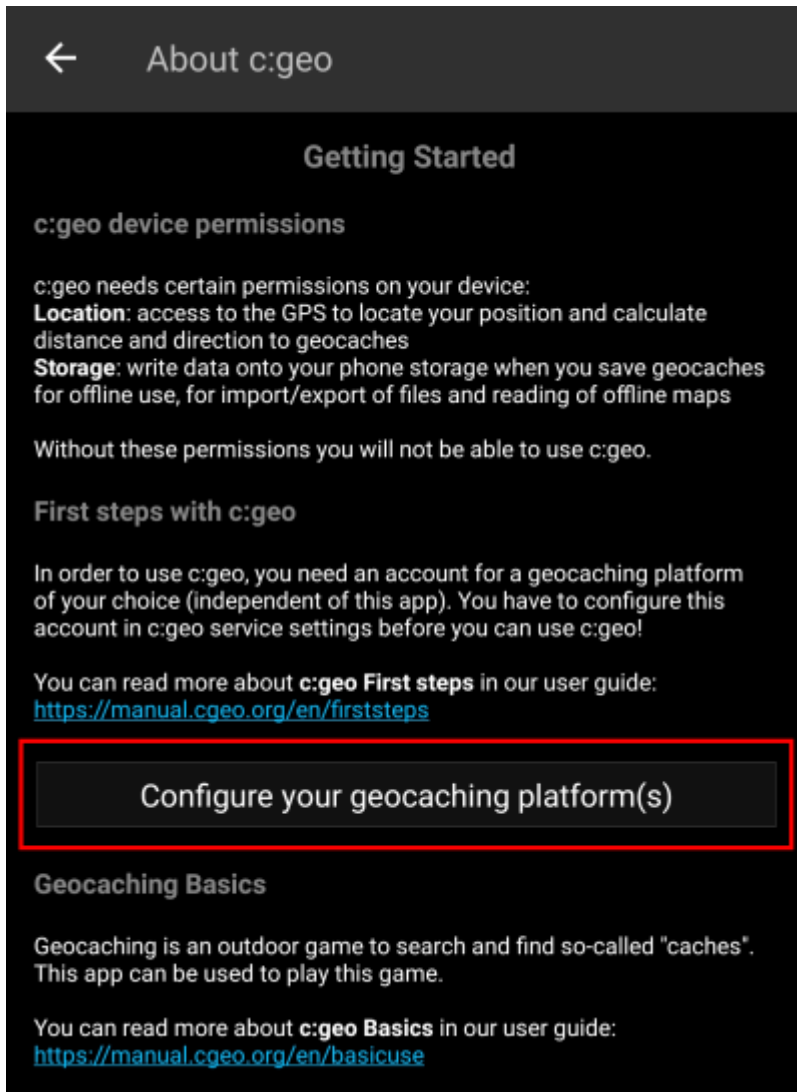 About c:geo
Getting Started
c:geo device permissions
c:geo needs certain permissions on your device:
Location: access to the GPS to locate your position and calculate
distance and direction to geocaches
Storage: write data onto your phone storage when you save geocaches
for offline use, for import/export of files and reading of offline maps
Without these permissions you will not be able to use c:geo.
First steps with c:geo
In order to use c:geo, you need an account for a geocaching platform
of your choice (independent of this app). You have to configure this
account in c:geo service settings before you can use c:geo!
You can read more about c:geo First steps in our user guide:
https://manual.cgeo.org/en/firststeps
Configure your geocaching platform(s)
Geocaching Basics
Geocaching is an outdoor game to search and find so-called "caches".
This app can be used to play this game.
You can read more about c:geo Basics in our user guide:
https://manual.cgeo.org/en/basicuse